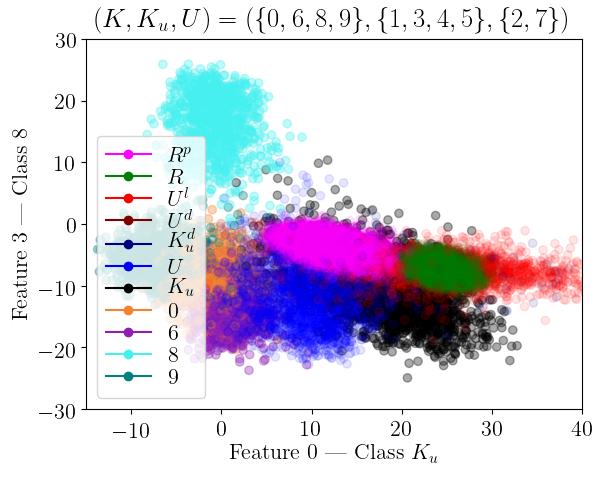 (K, K_u, U) = ({0, 6, 8, 9}, {1, 3, 4, 5}, {2, 7})
30
20
10
0
−10
−20
−30
Feature 3 — Class 8
R^p
R
U^l
U^d
K_u^d
U
K_u
0
6
8
9
−10 0 10 20 30 40
Feature 0 — Class K_u